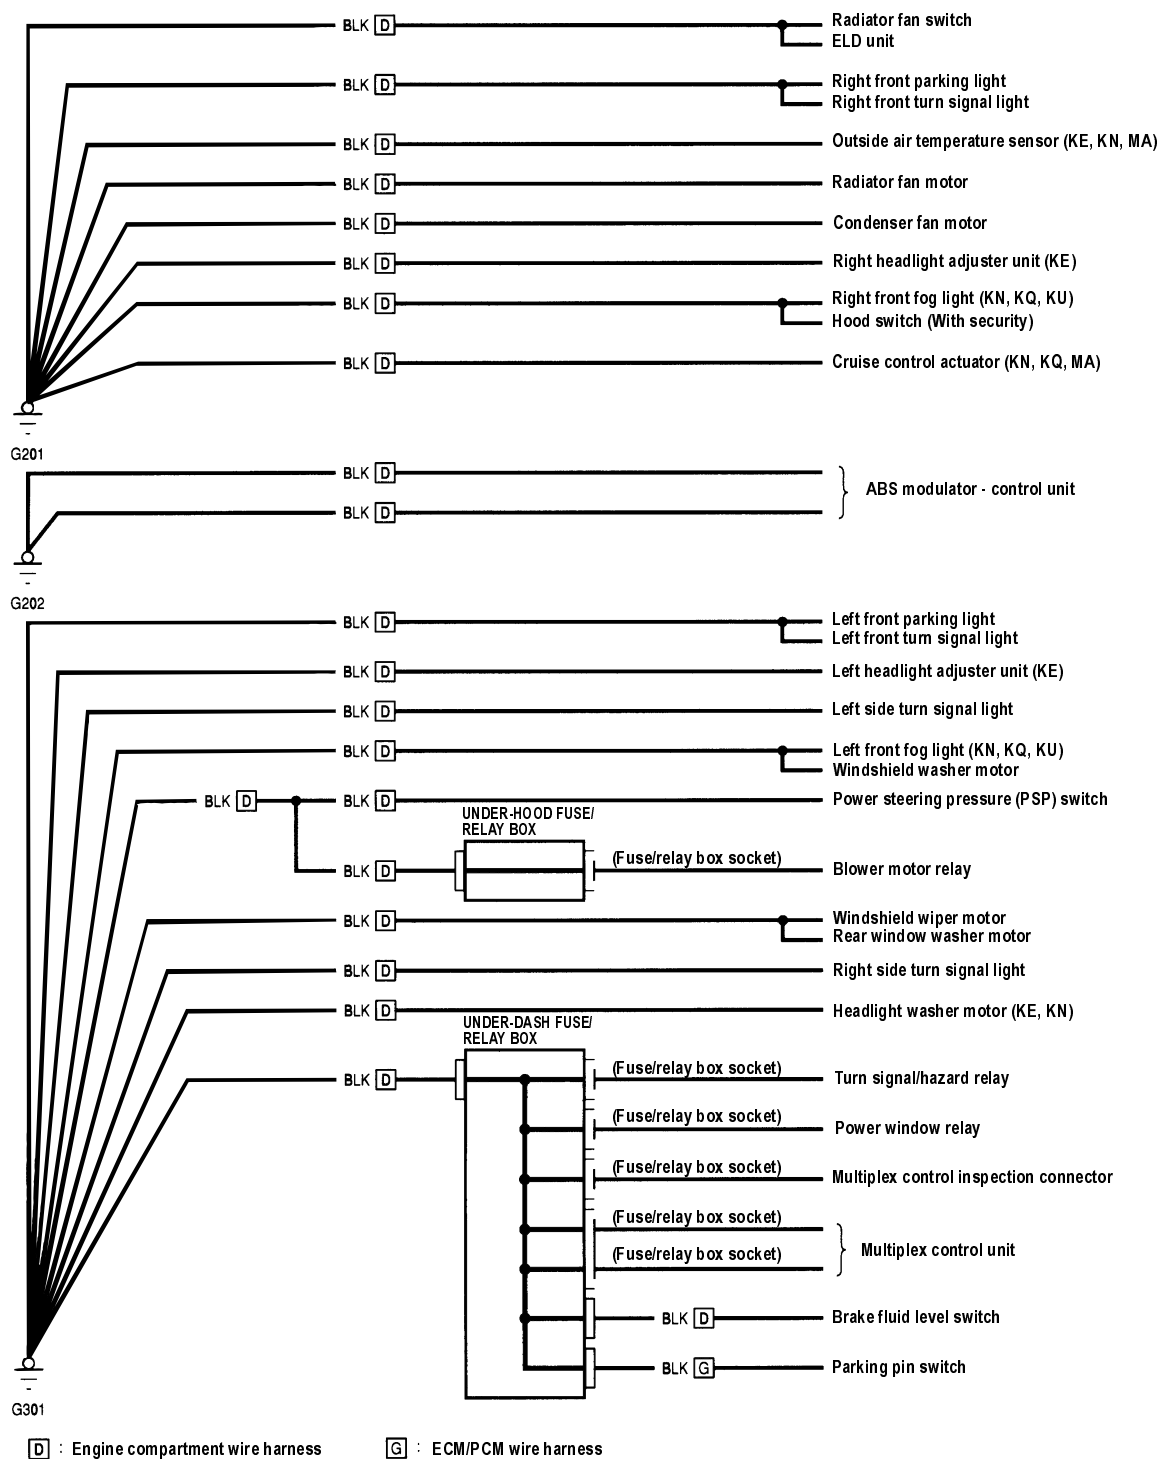 BLK D Radiator fan switch
ELD unit
BLK D Right front parking light
Right front turn signal light
BLK D Outside air temperature sensor (KE, KN, MA)
BLK D Radiator fan motor
BLK D Condenser fan motor
BLK D Right headlight adjuster unit (KE)
BLK D Right front fog light (KN, KQ, KU)
Hood switch (With security)
BLK D Cruise control actuator (KN, KQ, MA)
G201
BLK D
ABS modulator - control unit
BLK D
G202
BLK D Left front parking light
Left front turn signal light
BLK D Left headlight adjuster unit (KE)
BLK D Left side turn signal light
BLK D Left front fog light (KN, KQ, KU)
Windshield washer motor
BLK D BLK D Power steering pressure (PSP) switch
UNDER-HOOD FUSE/
RELAY BOX
BLK D (Fuse/relay box socket) Blower motor relay
BLK D Windshield wiper motor
Rear window washer motor
BLK D Right side turn signal light
BLK D Headlight washer motor (KE, KN)
UNDER-DASH FUSE/
RELAY BOX
BLK D (Fuse/relay box socket) Turn signal/hazard relay
(Fuse/relay box socket) Power window relay
(Fuse/relay box socket) Multiplex control inspection connector
(Fuse/relay box socket)
Multiplex control unit
(Fuse/relay box socket)
BLK D Brake fluid level switch
BLK G Parking pin switch
G301
D : Engine compartment wire harness G : ECM/PCM wire harness